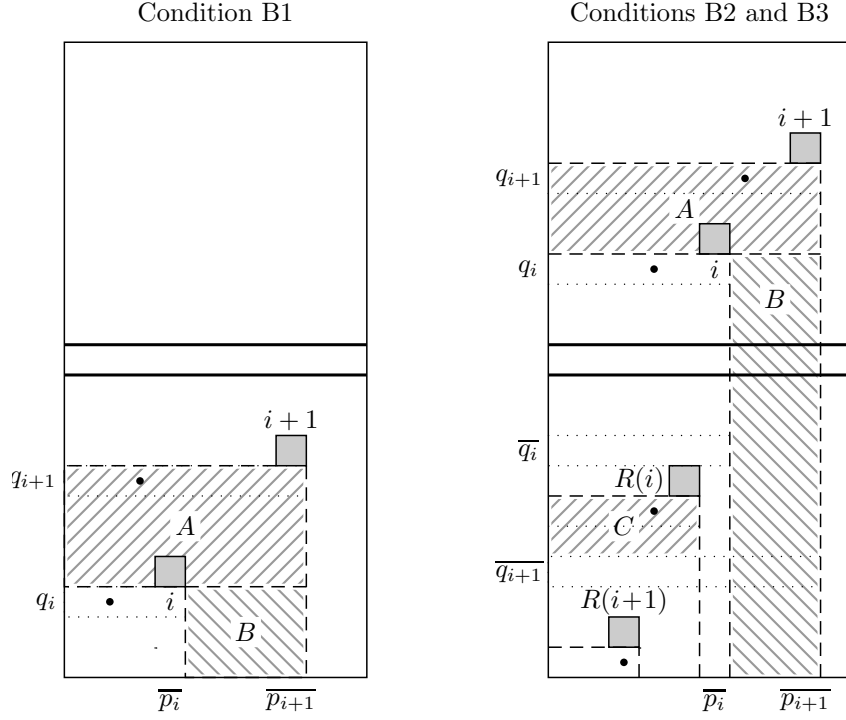 Condition B1
i + 1
q_{i+1}
A
i
q_i
B
\overline{p_i}
\overline{p_{i+1}}
Conditions B2 and B3
i + 1
q_{i+1}
A
q_i
i
B
\overline{q_i}
R(i)
C
\overline{q_{i+1}}
R(i+1)
\overline{p_i}
\overline{p_{i+1}}